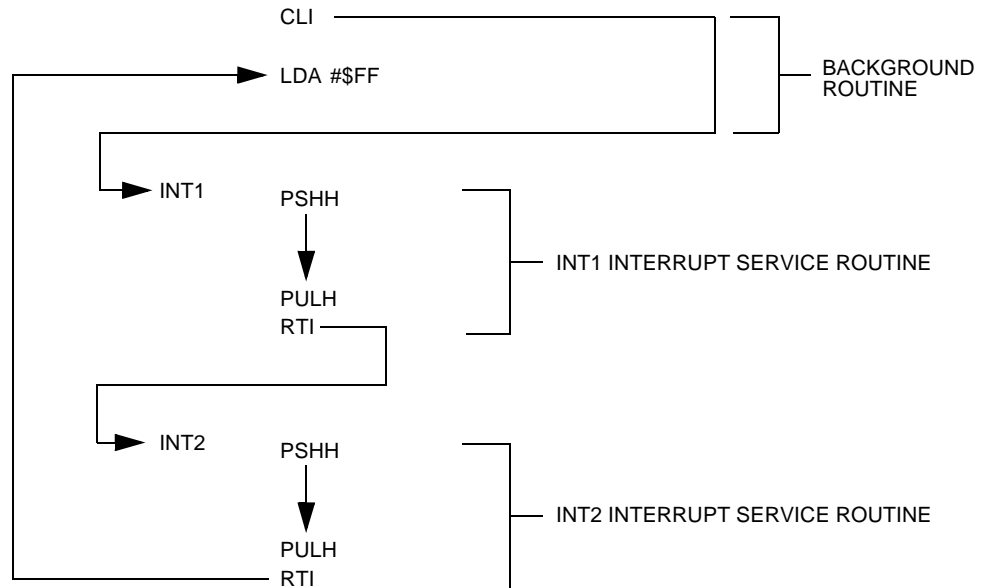 CLI
LDA #$FF
BACKGROUND
ROUTINE
INT1
PSHH
INT1 INTERRUPT SERVICE ROUTINE
PULH
RTI
INT2
PSHH
INT2 INTERRUPT SERVICE ROUTINE
PULH
RTI